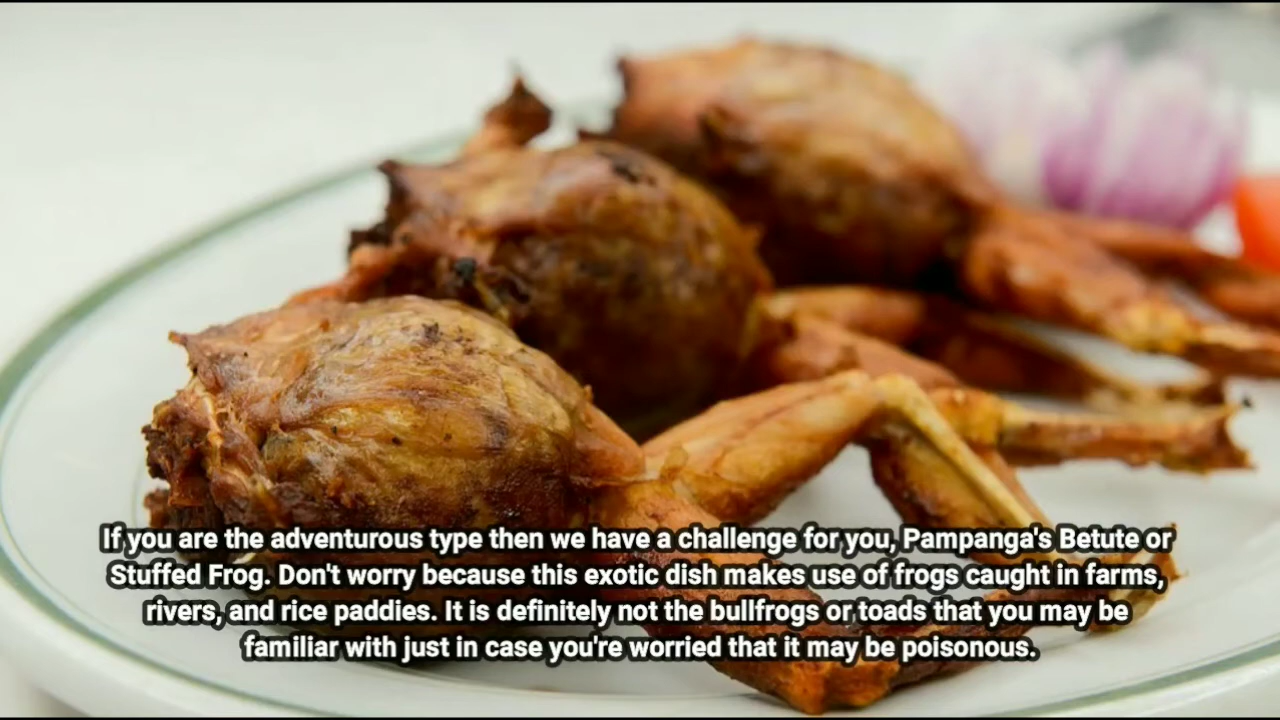 If you are the adventurous type then we have a challenge for you, Pampanga's Betute or
Stuffed Frog. Don't worry because this exotic dish makes use of frogs caught in farms,
rivers, and rice paddies. It is definitely not the bullfrogs or toads that you may be
familiar with just in case you're worried that it may be poisonous.